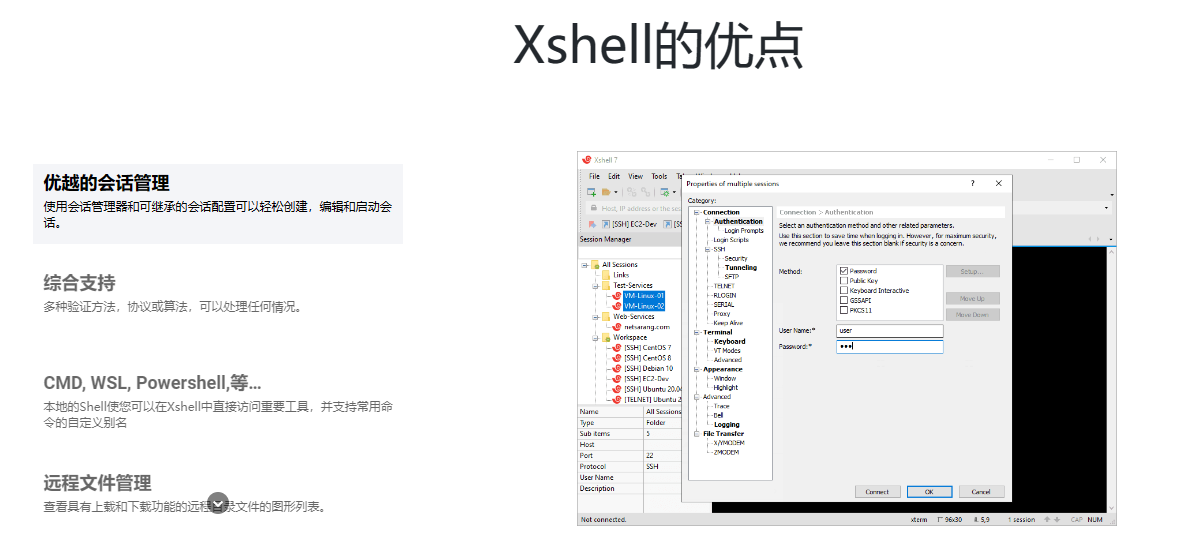 Xshell的优点
优越的会话管理
使用会话管理器和可继承的会话配置可以轻松创建，编辑和启动会
话。
综合支持
多种验证方法，协议或算法，可以处理任何情况。
CMD, WSL, Powershell,等...
本地的Shell使您可以在Xshell中直接访问重要工具，并支持常用命
令的自定义别名
远程文件管理
查看具有上载和下载功能的远程目录文件的图形列表。
Xshell 7
File Edit View Tools
Host, IP address or the
[SSH] EC2-Dev
Session Manager
All Sessions
Links
Test-Services
VM-Linux-01
VM-Linux-02
Web-Services
netsarang.com
Workspace
[SSH] CentOS 7
[SSH] CentOS 8
[SSH] Debian 10
[SSH] EC2-Dev
[SSH] Ubuntu 20.0
[TELNET] Ubuntu 2
Name All Sessions
Type Folder
Sub items 5
Host
Port 22
Protocol SSH
User Name
Description
Properties of multiple sessions ?
Category:
Connection
Authentication
Login Prompts
Login Scripts
SSH
Security
Tunneling
SFTP
TELNET
RLOGIN
SERIAL
Proxy
Keep Alive
Terminal
Keyboard
VT Modes
Advanced
Appearance
Window
Highlight
Advanced
Trace
Bell
Logging
File Transfer
X/YMODEM
ZMODEM
Connection > Authentication
Select an authentication method and other related parameters.
Use this section to save time when logging in. However, for maximum security,
we recommend you leave this section blank if security is a concern.
Method:
Password
Public Key
Keyboard Interactive
GSSAPI
PKCS11
Setup...
Move Up
Move Down
User Name:* user
Password:*
Connect OK Cancel
Not connected. xterm 96x30 5,9 1 session CAP NUM